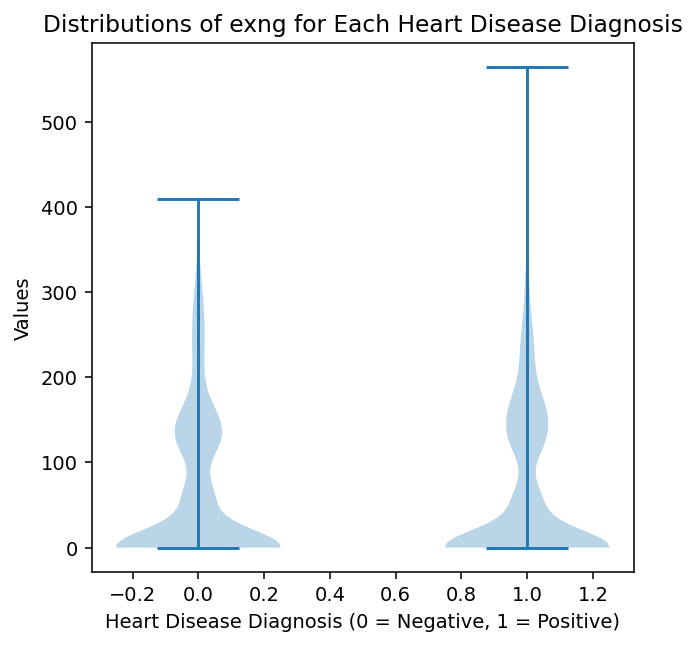 Distributions of exng for Each Heart Disease Diagnosis
500
400
300
200
100
0
Values
−0.2 0.0 0.2 0.4 0.6 0.8 1.0 1.2
Heart Disease Diagnosis (0 = Negative, 1 = Positive)